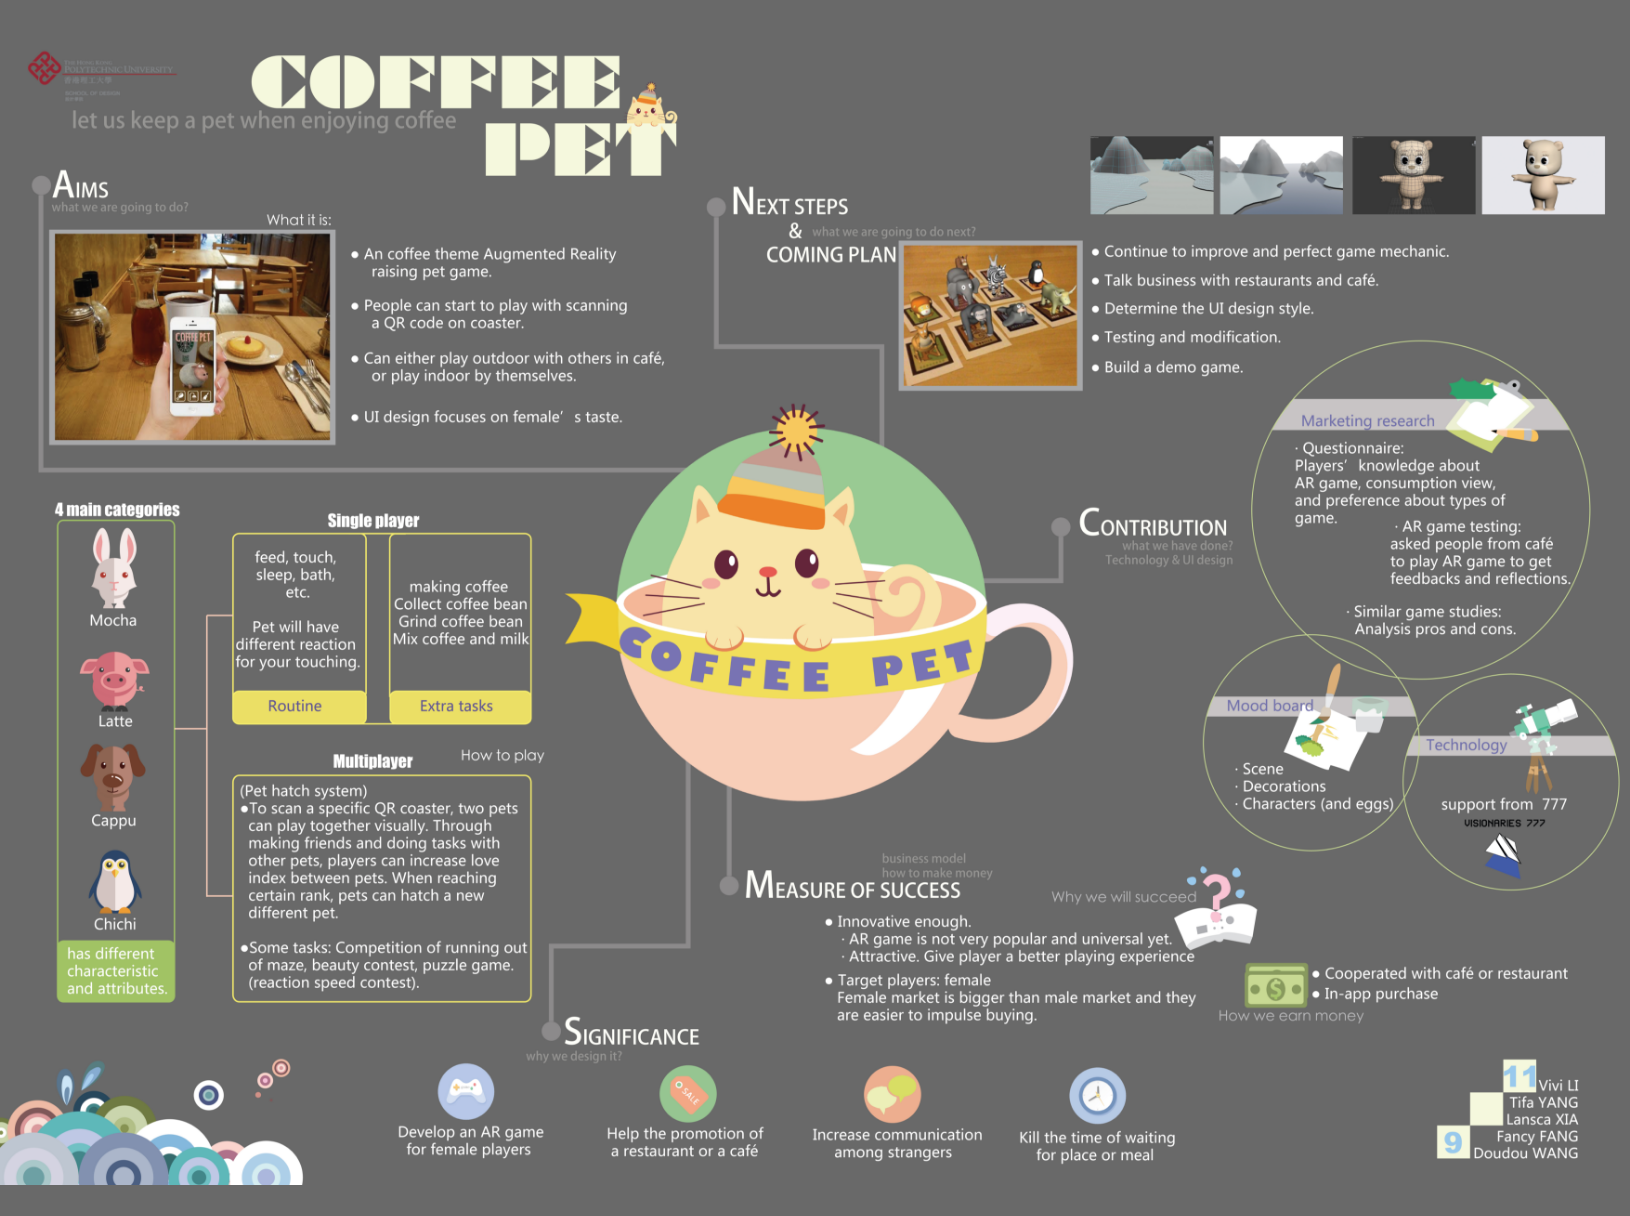 THE HONG KONG
POLYTECHNIC UNIVERSITY
香港理工大學
SCHOOL OF DESIGN
COFFEE
PET
let us keep a pet when enjoying coffee
AIMS
what we are going to do?
What it is:
COFFEE PET
● An coffee theme Augmented Reality
raising pet game.
● People can start to play with scanning
a QR code on coaster.
● Can either play outdoor with others in café,
or play indoor by themselves.
● UI design focuses on female’ s taste.
NEXT STEPS
&
what we are going to do next?
COMING PLAN
● Continue to improve and perfect game mechanic.
● Talk business with restaurants and café.
● Determine the UI design style.
● Testing and modification.
● Build a demo game.
4 main categories
Mocha
Latte
Cappu
Chichi
has different
characteristic
and attributes.
Single player
feed, touch,
sleep, bath,
etc.
Pet will have
different reaction
for your touching.
Routine
making coffee
Collect coffee bean
Grind coffee bean
Mix coffee and milk
Extra tasks
How to play
Multiplayer
(Pet hatch system)
●To scan a specific QR coaster, two pets
can play together visually. Through
making friends and doing tasks with
other pets, players can increase love
index between pets. When reaching
certain rank, pets can hatch a new
different pet.
●Some tasks: Competition of running out
of maze, beauty contest, puzzle game.
(reaction speed contest).
COFFEE PET
CONTRIBUTION
what we have done?
Technology & UI design
Marketing research
· Questionnaire:
Players’ knowledge about
AR game, consumption view,
and preference about types of
game.
· AR game testing:
asked people from café
to play AR game to get
feedbacks and reflections.
· Similar game studies:
Analysis pros and cons.
Mood board
· Scene
· Decorations
· Characters (and eggs)
Technology
support from 777
VISIONARIES 777
business model
how to make money
MEASURE OF SUCCESS
Why we will succeed
● Innovative enough.
· AR game is not very popular and universal yet.
· Attractive. Give player a better playing experience
● Target players: female
Female market is bigger than male market and they
are easier to impulse buying.
● Cooperated with café or restaurant
● In-app purchase
How we earn money
SIGNIFICANCE
why we design it?
Develop an AR game
for female players
SALE
Help the promotion of
a restaurant or a café
Increase communication
among strangers
Kill the time of waiting
for place or meal
11
9
Vivi LI
Tifa YANG
Lansca XIA
Fancy FANG
Doudou WANG